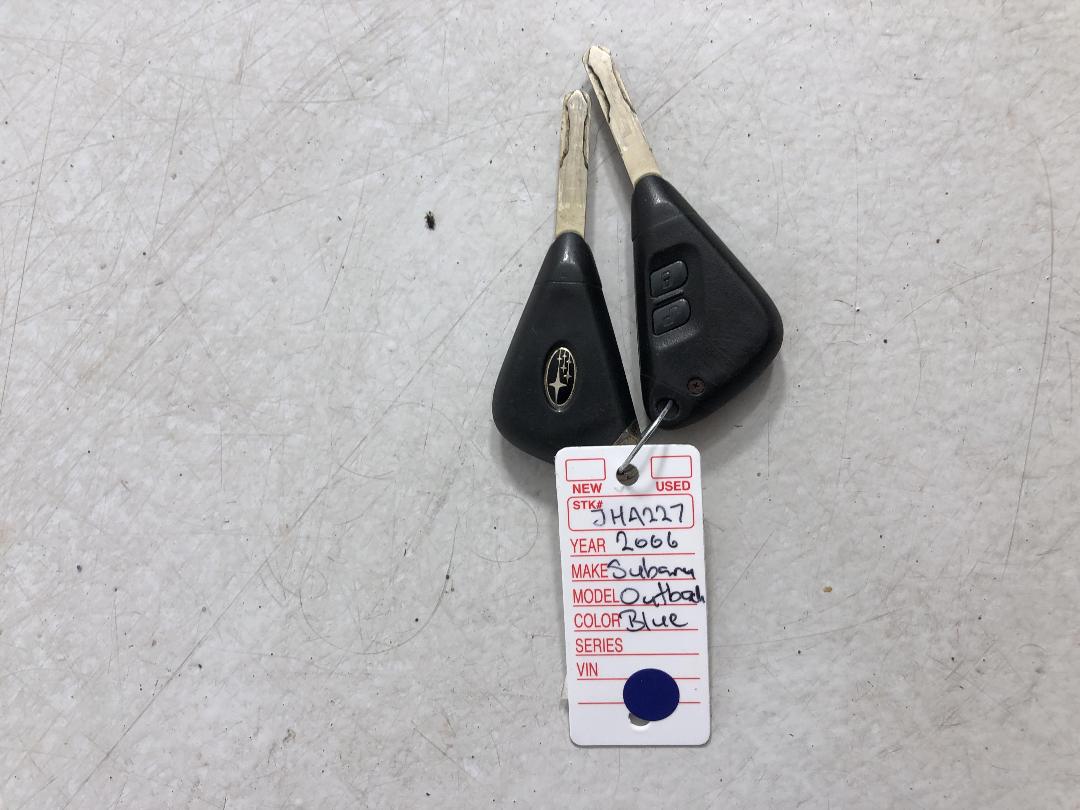 NEW USED
STK# JHA227
YEAR 2006
MAKE Subaru
MODEL Outback
COLOR Blue
SERIES
VIN